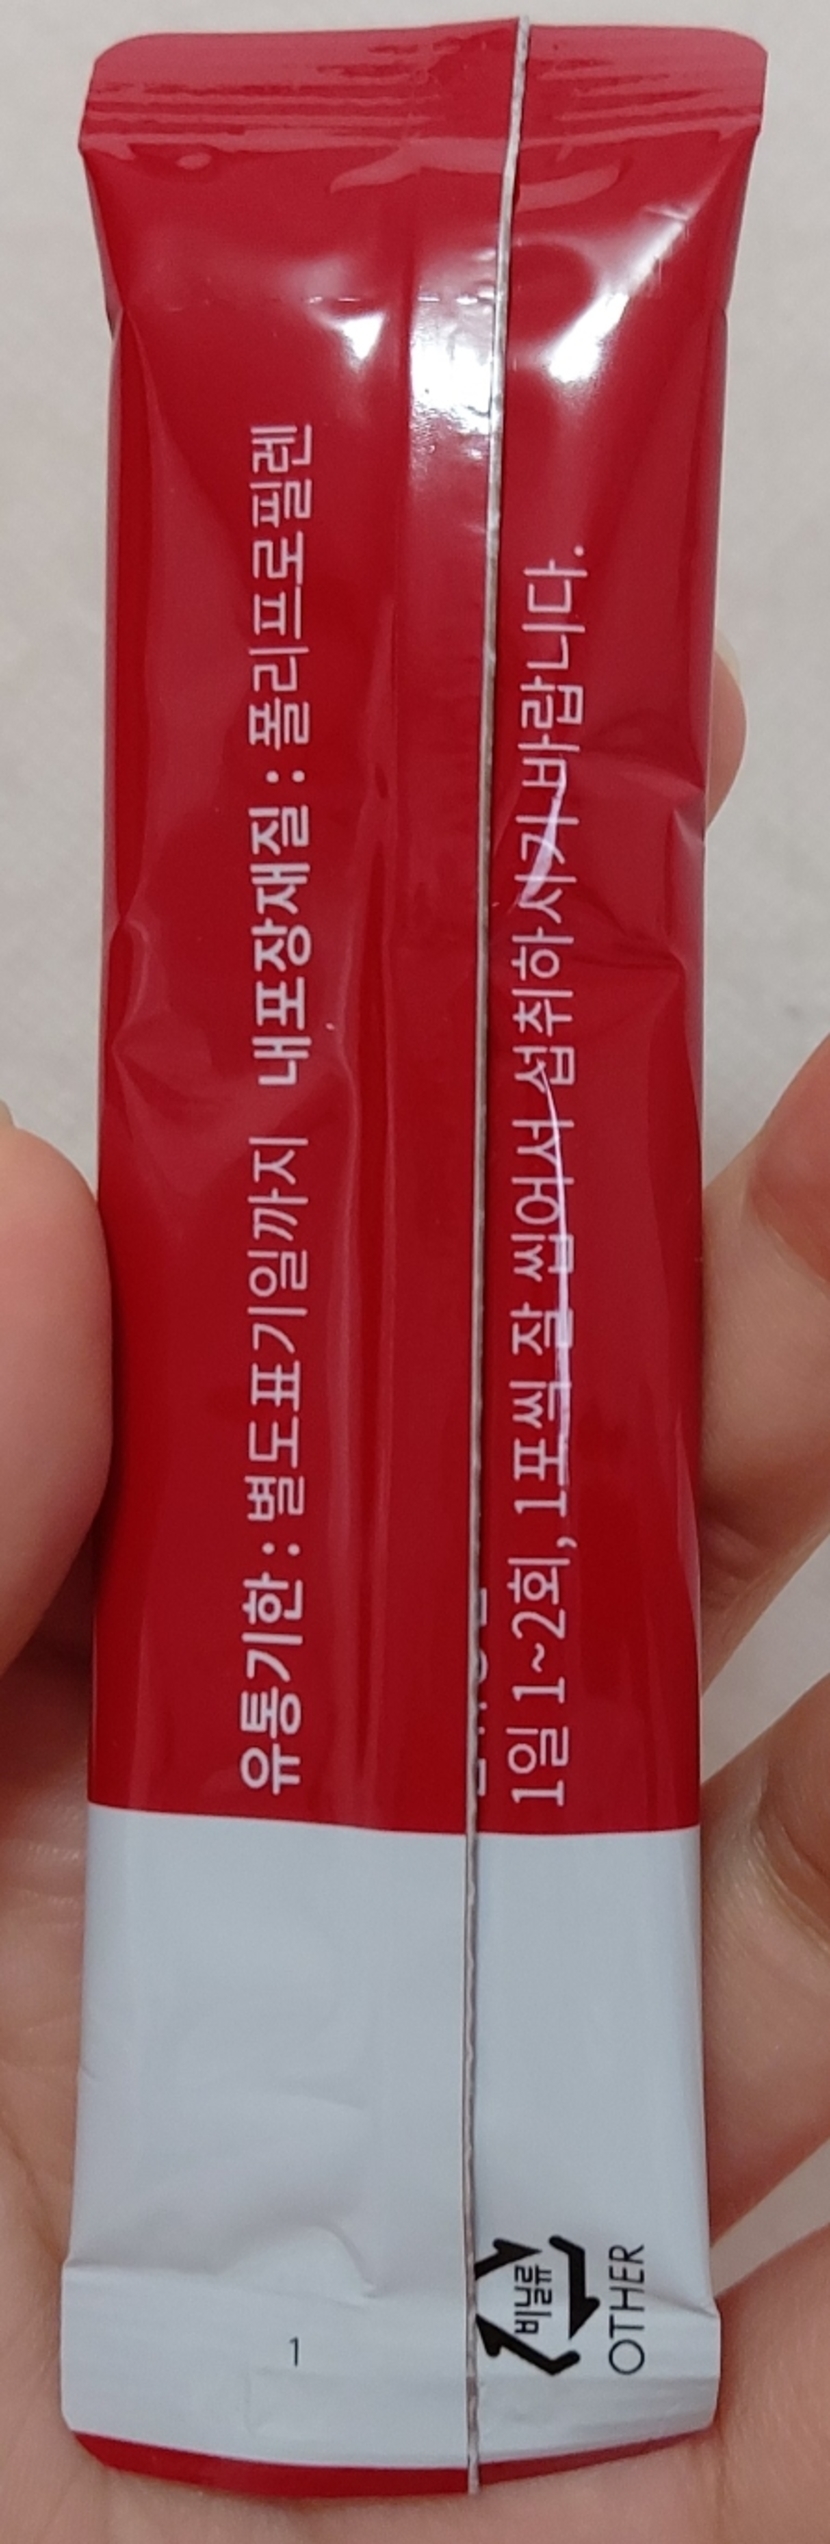 유통기한 : 별도표기일까지 내포장재질 : 폴리프로필렌
1일 1~2회, 1포씩 잘 씹어서 섭취하시기 바랍니다.
비닐류
OTHER
1